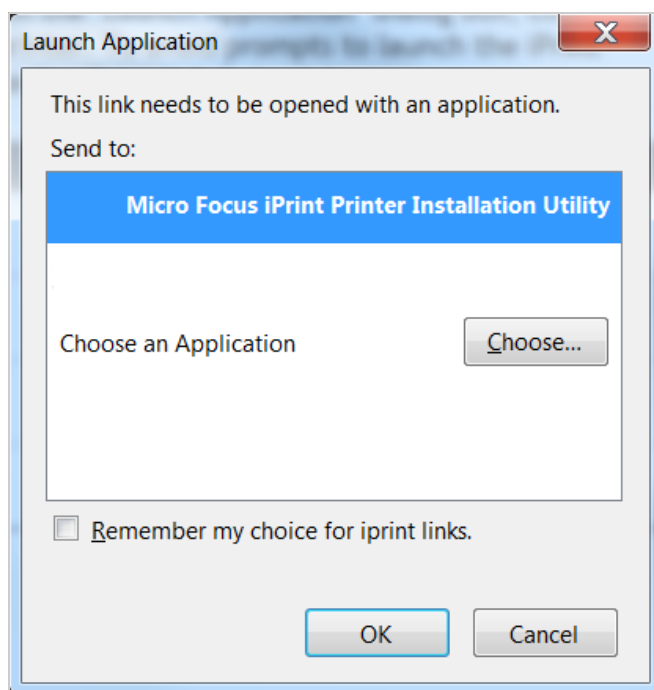 Launch Application
This link needs to be opened with an application.
Send to:
Micro Focus iPrint Printer Installation Utility
Choose an Application
Choose...
Remember my choice for iprint links.
OK
Cancel